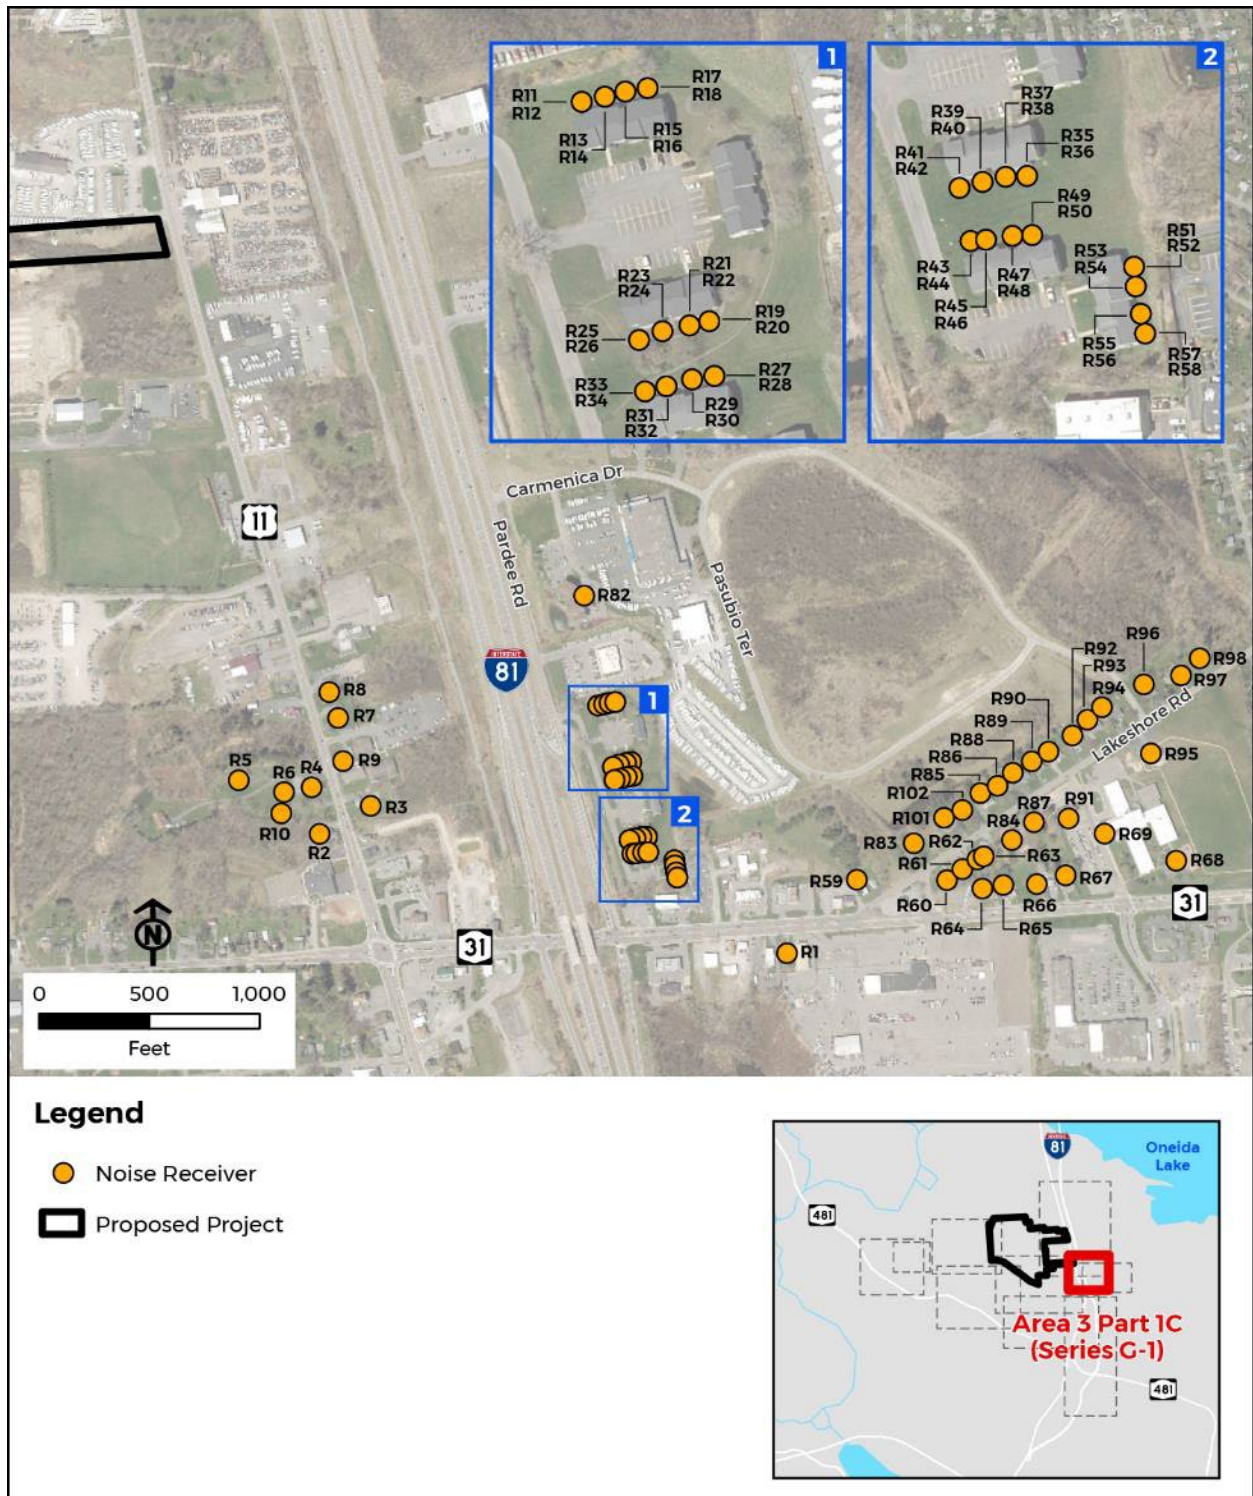 1
R11
R12
R17
R18
R13
R14
R15
R16
R23
R24
R21
R22
R19
R20
R25
R26
R33
R34
R27
R28
R31
R32
R29
R30
2
R37
R38
R39
R40
R35
R36
R41
R42
R49
R50
R43
R44
R47
R48
R45
R46
R53
R54
R51
R52
R55
R56
R57
R58
Carmenica Dr
11
Pardee Rd
Pasubio Ter
R82
INTERSTATE
81
1
2
R8
R7
R5
R6
R4
R9
R10
R3
R2
R96
R92
R93
R98
R97
R94
R90
R89
R88
Lakeshore Rd
R86
R95
R85
R102
R101
R87
R91
R84
R69
R83
R62
R63
R61
R59
R60
R67
R68
R66
R64
R65
31
31
R1
N
0 500 1,000
Feet
Legend
Noise Receiver
Proposed Project
81
Oneida
Lake
481
Area 3 Part 1C
(Series G-1)
481